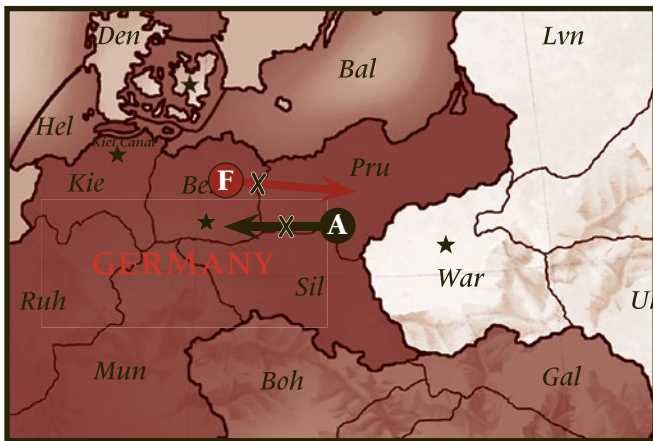 Den
Lvn
Bal
Hel
Kiel Canal
Kie
Be
F
X
Pru
X
A
GERMANY
War
Sil
Ruh
Mun
Boh
Gal